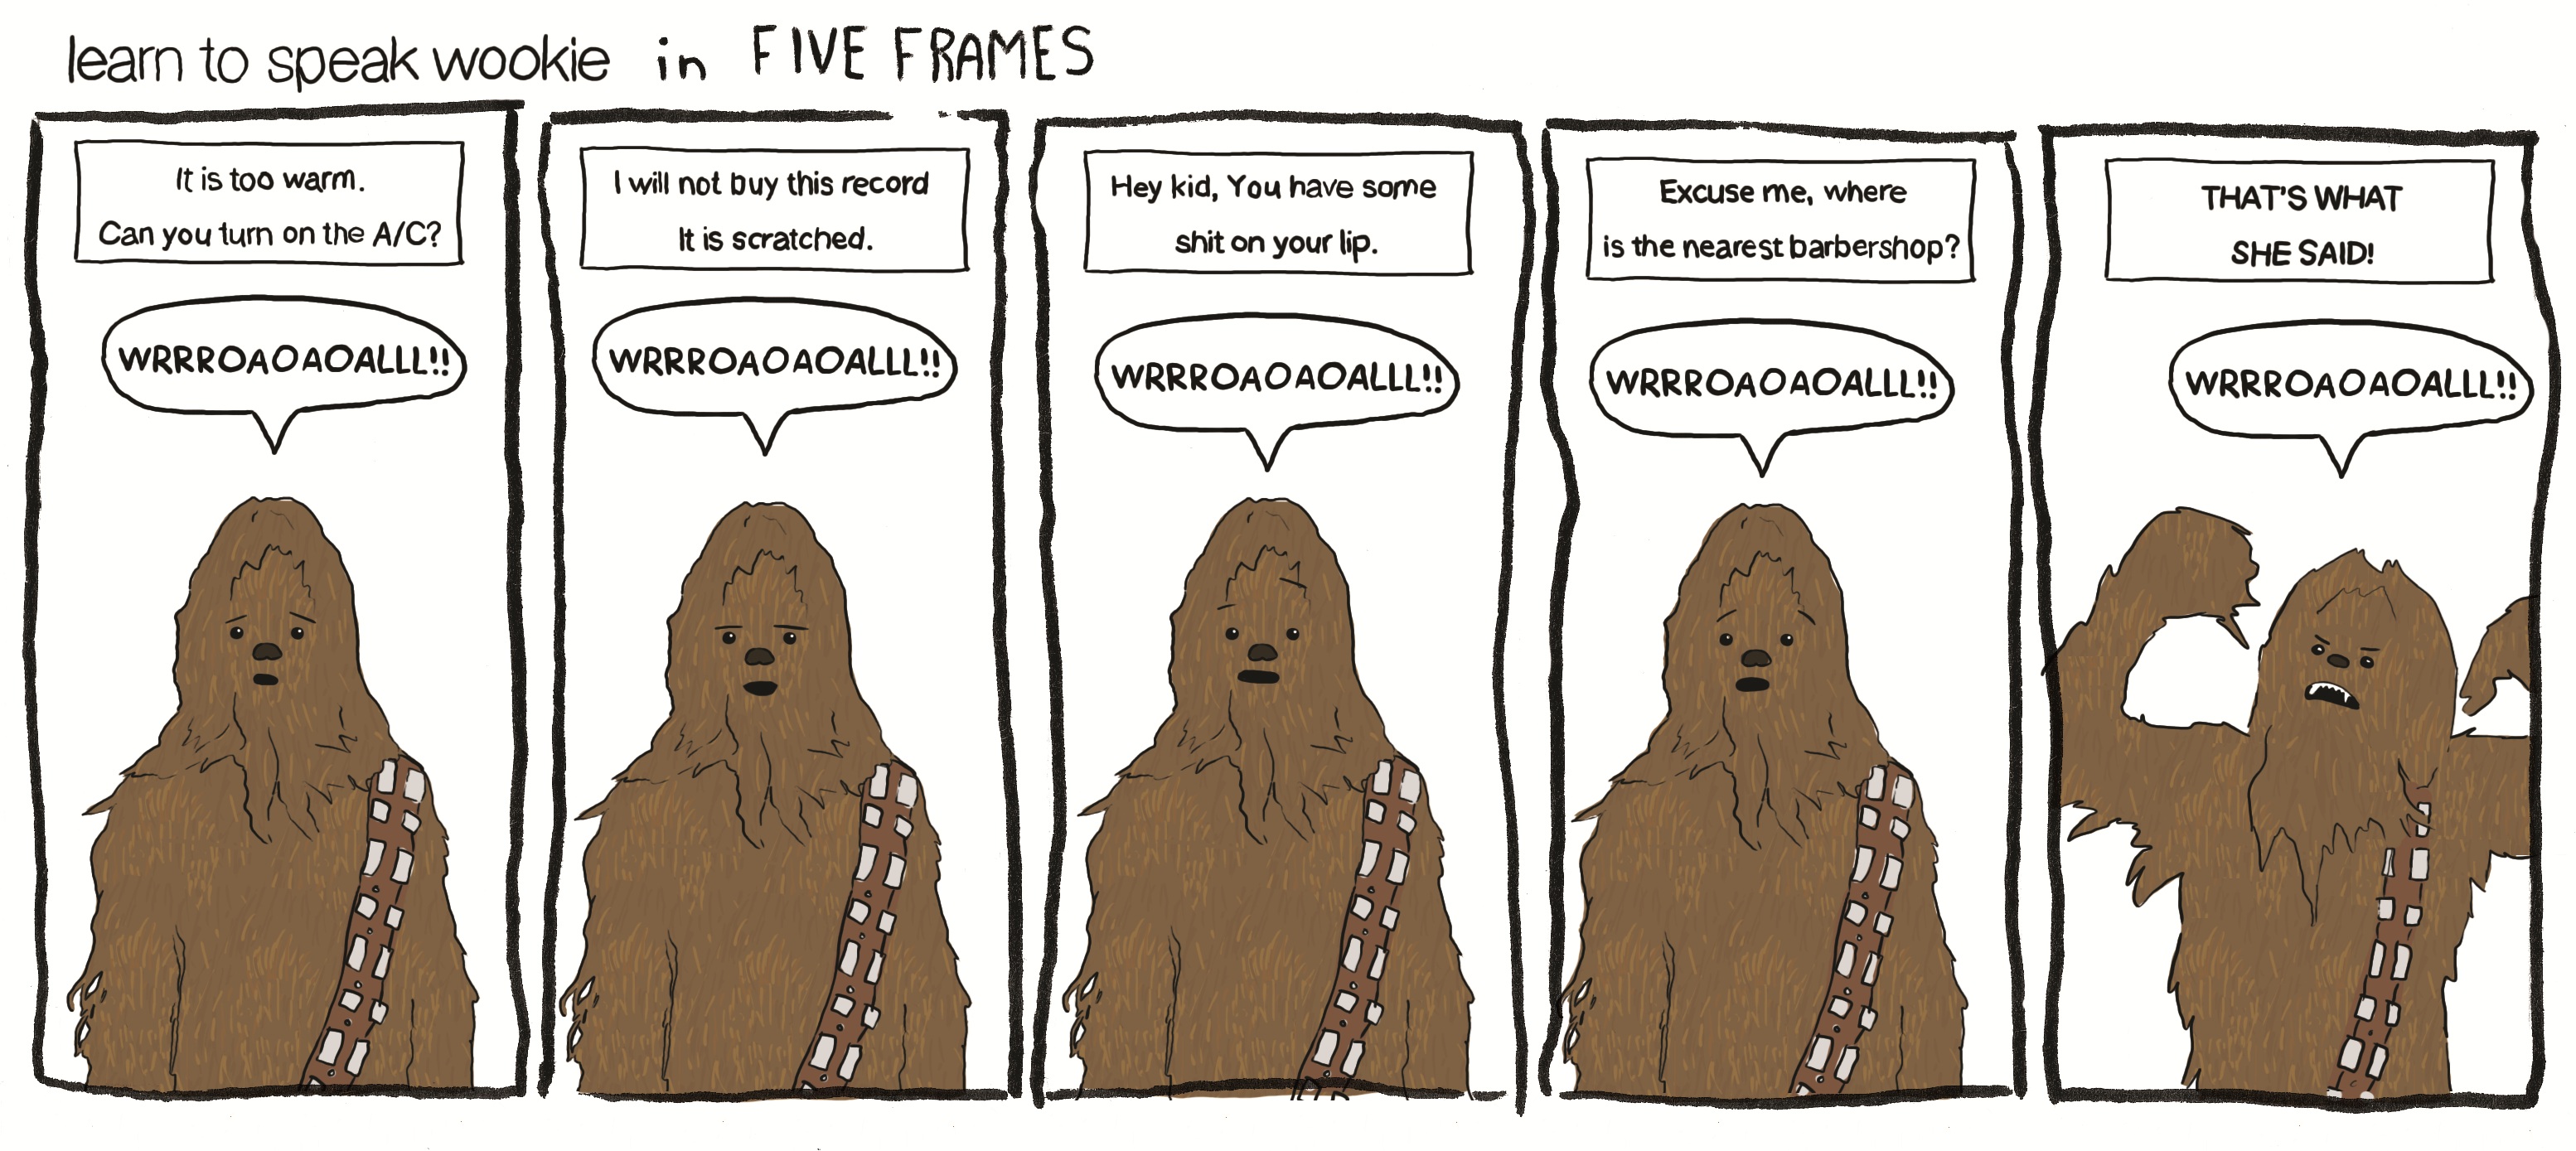 learn to speak wookie in FIVE FRAMES
It is too warm.
Can you turn on the A/C?
WRRROAOAOALLL!!
I will not buy this record
It is scratched.
WRRROAOAOALLL!!
Hey kid, You have some
shit on your lip.
WRRROAOAOALLL!!
Excuse me, where
is the nearest barbershop?
WRRROAOAOALLL!!
THAT'S WHAT
SHE SAID!
WRRROAOAOALLL!!